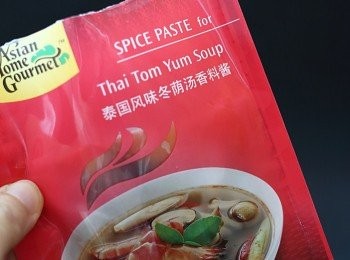 Asian
Home
Gourmet
SPICE PASTE for
Thai Tom Yum Soup
泰国风味冬荫汤香料酱